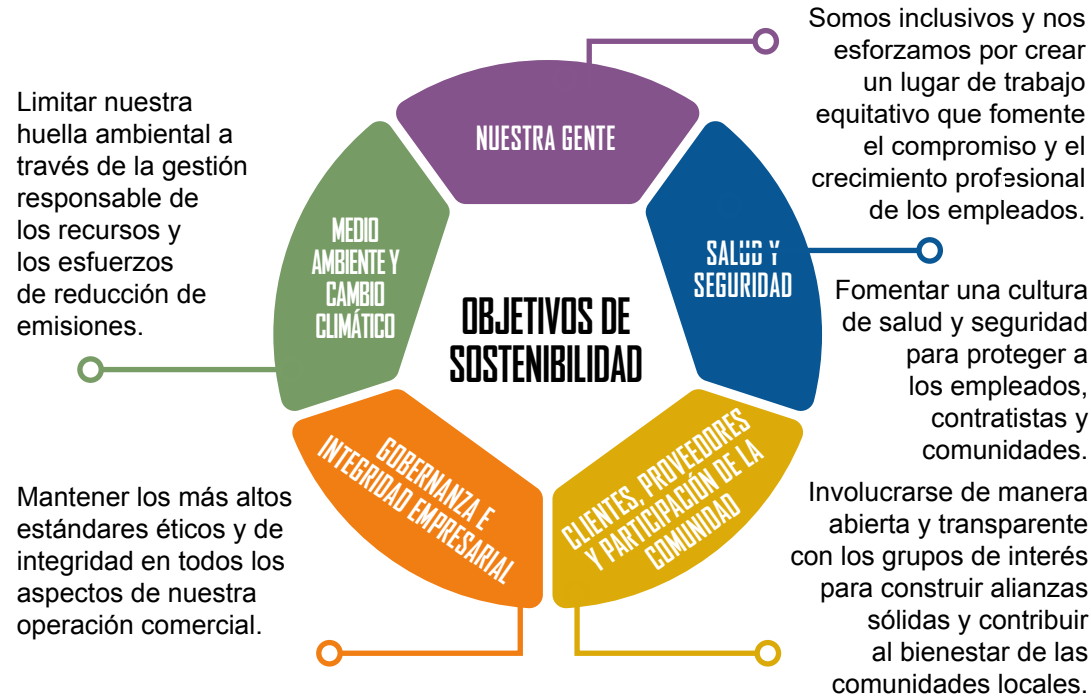 OBJETIVOS DE
SOSTENIBILIDAD
NUESTRA GENTE
Somos inclusivos y nos
esforzamos por crear
un lugar de trabajo
equitativo que fomente
el compromiso y el
crecimiento profesional
de los empleados.
SALUD Y
SEGURIDAD
Fomentar una cultura
de salud y seguridad
para proteger a
los empleados,
contratistas y
comunidades.
CLIENTES, PROVEEDORES
Y PARTICIPACIÓN DE LA
COMUNIDAD
Involucrarse de manera
abierta y transparente
con los grupos de interés
para construir alianzas
sólidas y contribuir
al bienestar de las
comunidades locales.
GOBERNANZA E
INTEGRIDAD EMPRESARIAL
Mantener los más altos
estándares éticos y de
integridad en todos los
aspectos de nuestra
operación comercial.
MEDIO
AMBIENTE Y
CAMBIO
CLIMÁTICO
Limitar nuestra
huella ambiental a
través de la gestión
responsable de
los recursos y
los esfuerzos
de reducción de
emisiones.